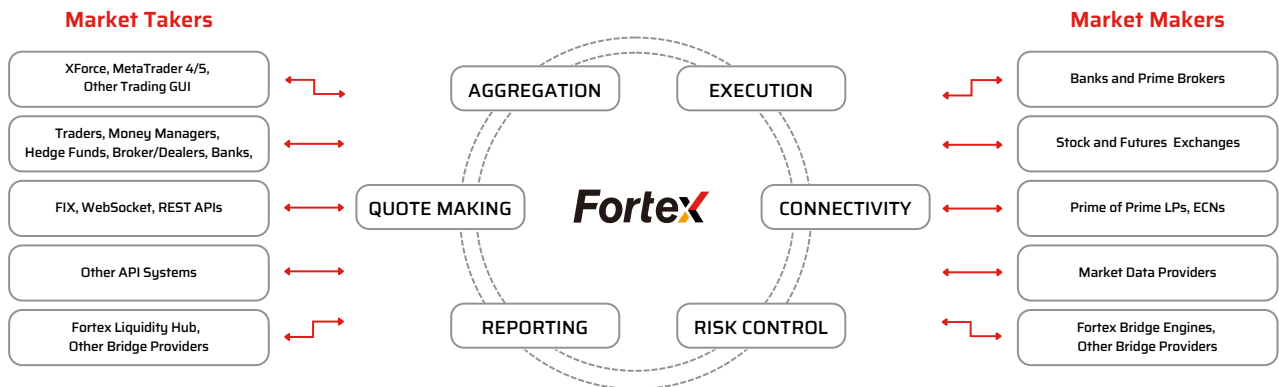 Market Takers
XForce, MetaTrader 4/5,
Other Trading GUI
Traders, Money Managers,
Hedge Funds, Broker/Dealers, Banks,
FIX, WebSocket, REST APIs
Other API Systems
Fortex Liquidity Hub,
Other Bridge Providers
AGGREGATION
EXECUTION
QUOTE MAKING
Fortex
CONNECTIVITY
REPORTING
RISK CONTROL
Market Makers
Banks and Prime Brokers
Stock and Futures Exchanges
Prime of Prime LPs, ECNs
Market Data Providers
Fortex Bridge Engines,
Other Bridge Providers